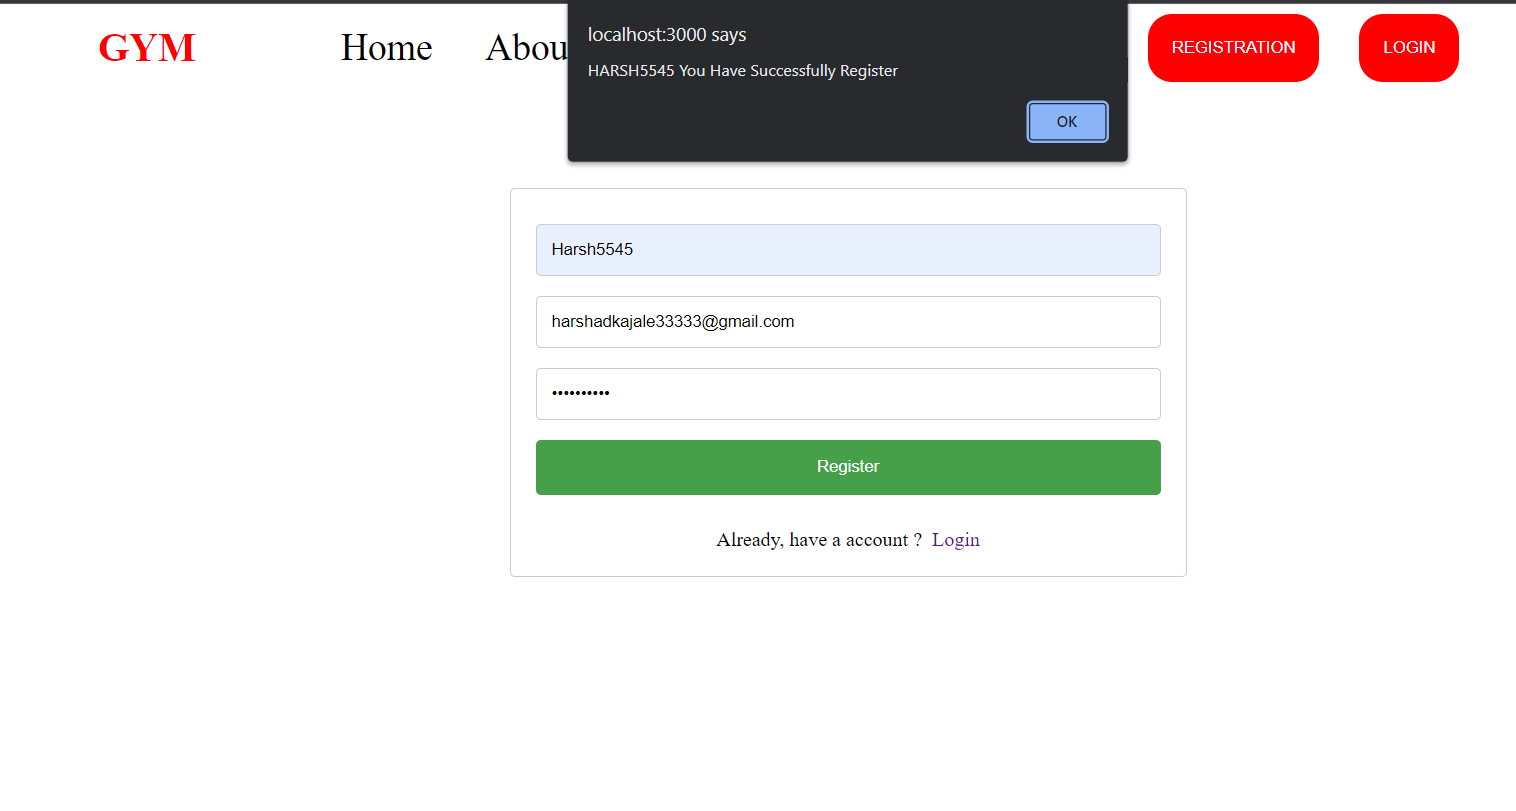 GYM
Home
Abou
localhost:3000 says
HARSH5545 You Have Successfully Register
OK
REGISTRATION
LOGIN
Harsh5545
harshadkajale33333@gmail.com
••••••••••
Register
Already, have a account ? Login